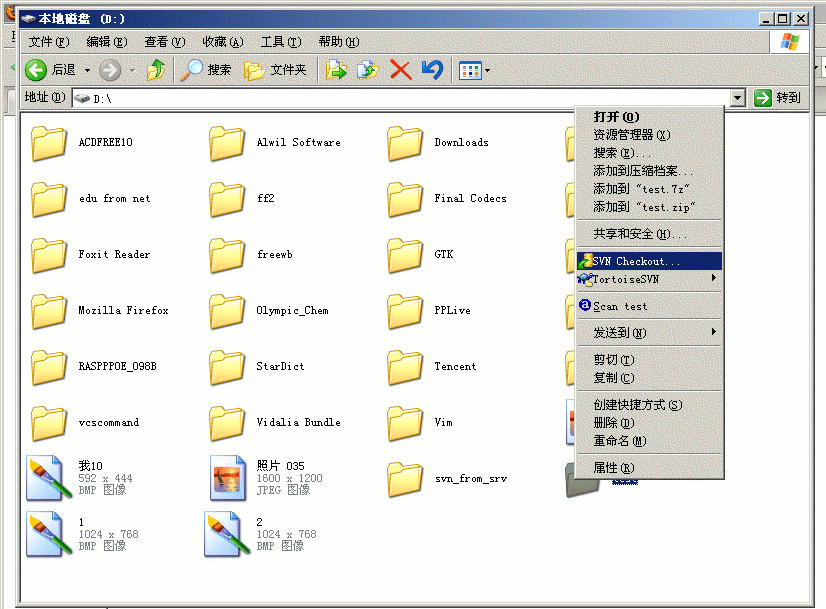 本地磁盘 (D:)
文件(F) 编辑(E) 查看(V) 收藏(A) 工具(T) 帮助(H)
后退 搜索 文件夹
地址(D) D:\ 转到
ACDFREE10 Alwil Software Downloads
edu from net ff2 Final Codecs
Foxit Reader freewb GTK
Mozilla Firefox Olympic_Chem PPLive
RASPPPOE_098B StarDict Tencent
vcscommand Vidalia Bundle Vim
我10
592 x 444
BMP 图像
照片 035
1600 x 1200
JPEG 图像
svn_from_srv
1
1024 x 768
BMP 图像
2
1024 x 768
BMP 图像
打开(O)
资源管理器(X)
搜索(E)...
添加到压缩档案...
添加到 "test.7z"
添加到 "test.zip"
共享和安全(H)...
SVN Checkout...
TortoiseSVN
Scan test
发送到(N)
剪切(T)
复制(C)
创建快捷方式(S)
删除(D)
重命名(M)
属性(R)